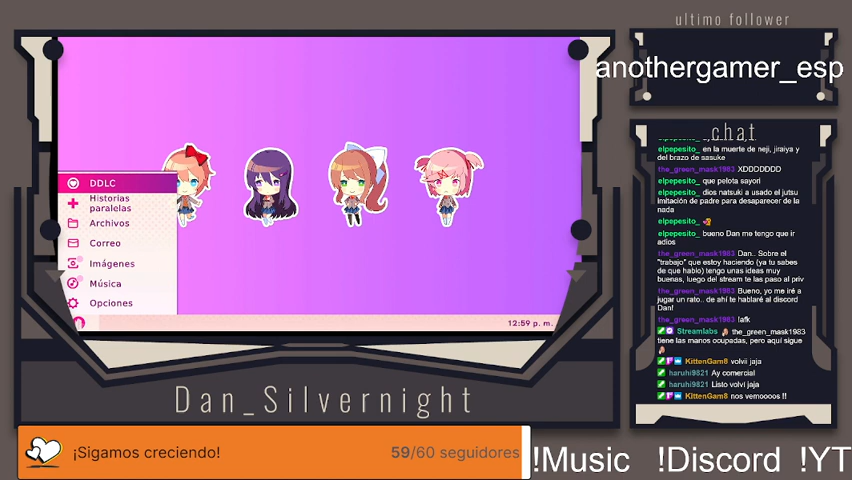 ultimo follower
anothergamer_esp
DDLC
Historias
paralelas
Archivos
Correo
Imágenes
Música
Opciones
12:59 p. m.
chat
elpepesito_ en la muerte de neji, jiraiya y
del brazo de sasuke
the_green_mask1983 XDDDDDDD
elpepesito_ que pelota sayori
elpepesito_ dios natsuki a usado el jutsu
imitación de padre para desaparecer de la
nada
elpepesito_
elpepesito_ bueno Dan me tengo que ir
adios
the_green_mask1983 Dan.. Sobre el
"trabajo" que estoy haciendo (ya tu sabes
de que hablo) tengo unas ideas muy
buenas, luego del stream te las paso al priv
the_green_mask1983 Bueno, yo me iré a
jugar un rato.. de ahí te hablaré al discord
Dan!
the_green_mask1983 !afk
Streamlabs the_green_mask1983
tiene las manos ocupadas, pero aquí sigue
KittenGam8 volvii jaja
haruhi9821 Ay comercial
haruhi9821 Listo volví jaja
KittenGam8 nos vemoooos !!
Dan_Silvernight
¡Sigamos creciendo!
59/60 seguidores
!Music !Discord !YT